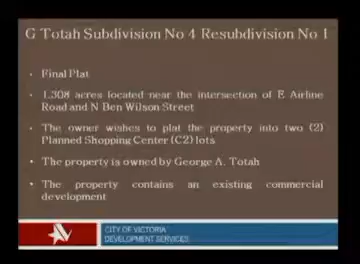 G Totah Subdivision No 4 Resubdivision No 1
• Final Plat
• 1.308 acres located near the intersection of E Airline
Road and N Ben Wilson Street
• The owner wishes to plat the property into two (2)
Planned Shopping Center (C2) lots
• The property is owned by George A. Totah
• The property contains an existing commercial
development
CITY OF VICTORIA
DEVELOPMENT SERVICES